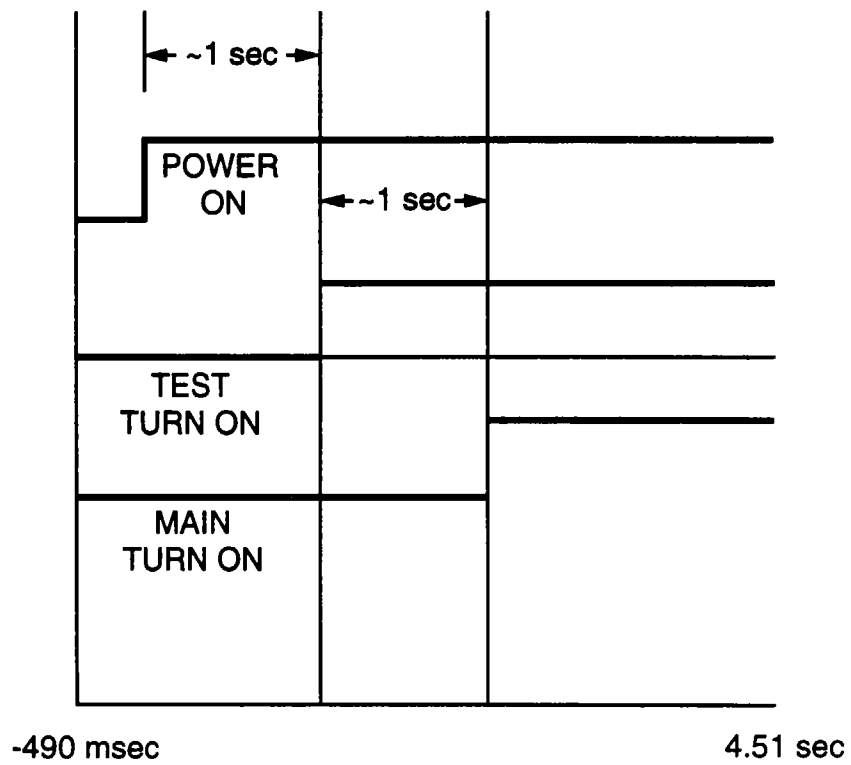 ~1 sec
POWER
ON
~1 sec
TEST
TURN ON
MAIN
TURN ON
-490 msec 4.51 sec